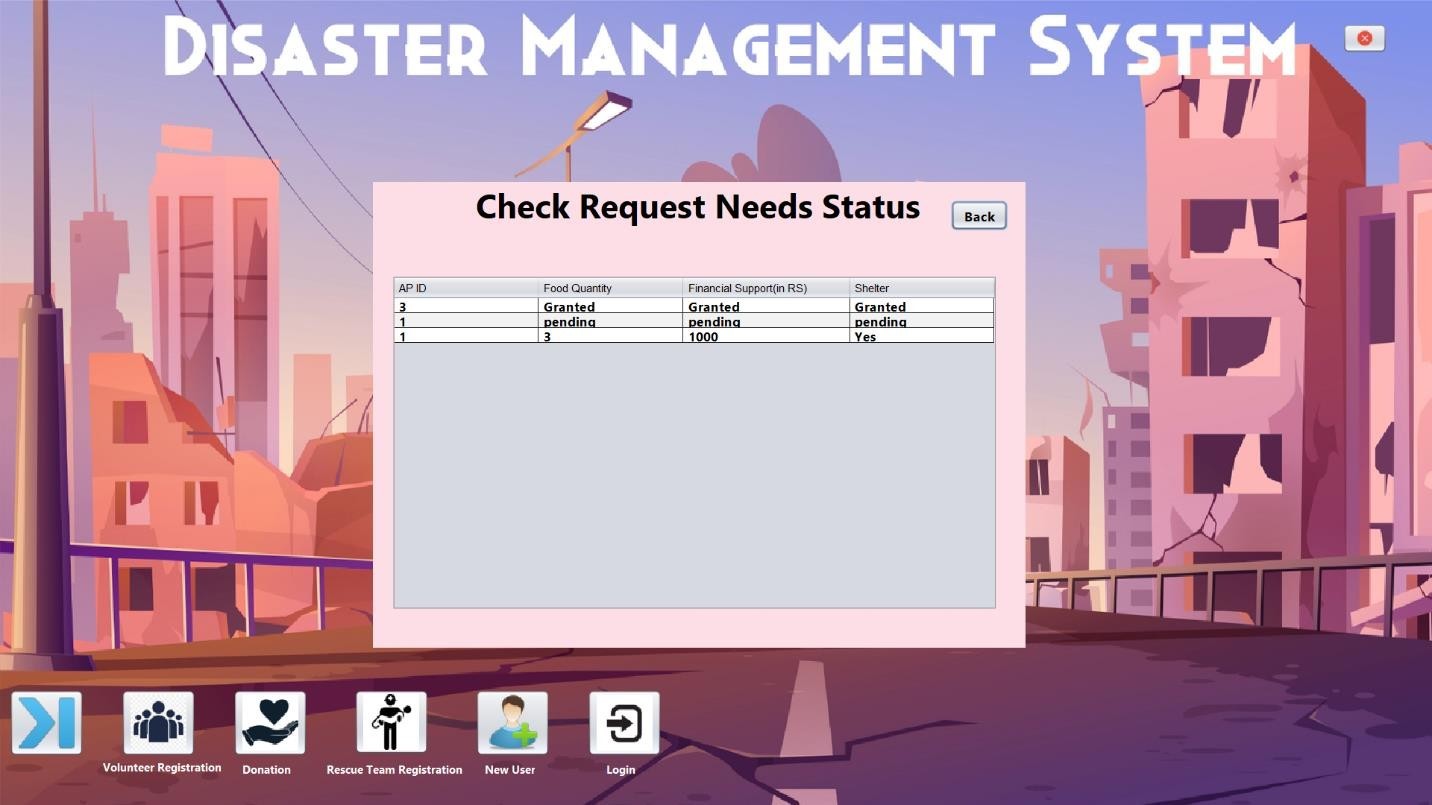 DISASTER MANAGEMENT SYSTEM
Check Request Needs Status
Back
AP ID Food Quantity Financial Support(in RS) Shelter
3 Granted Granted Granted
1 pending pending pending
1 3 1000 Yes
Volunteer Registration Donation Rescue Team Registration New User Login